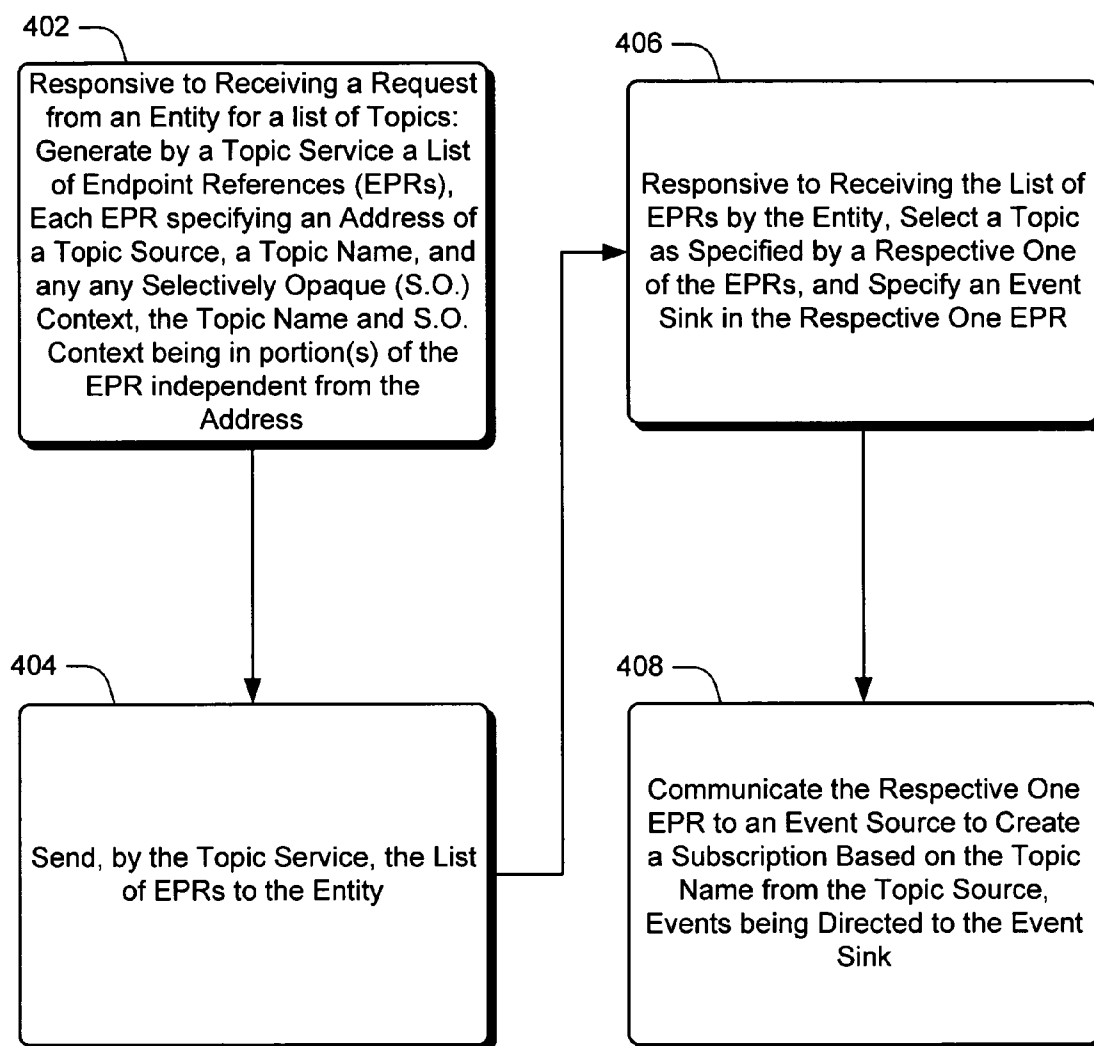 402
Responsive to Receiving a Request
from an Entity for a list of Topics:
Generate by a Topic Service a List
of Endpoint References (EPRs),
Each EPR specifying an Address of
a Topic Source, a Topic Name, and
any any Selectively Opaque (S.O.)
Context, the Topic Name and S.O.
Context being in portion(s) of the
EPR independent from the
Address
404
Send, by the Topic Service, the List
of EPRs to the Entity
406
Responsive to Receiving the List of
EPRs by the Entity, Select a Topic
as Specified by a Respective One
of the EPRs, and Specify an Event
Sink in the Respective One EPR
408
Communicate the Respective One
EPR to an Event Source to Create
a Subscription Based on the Topic
Name from the Topic Source,
Events being Directed to the Event
Sink